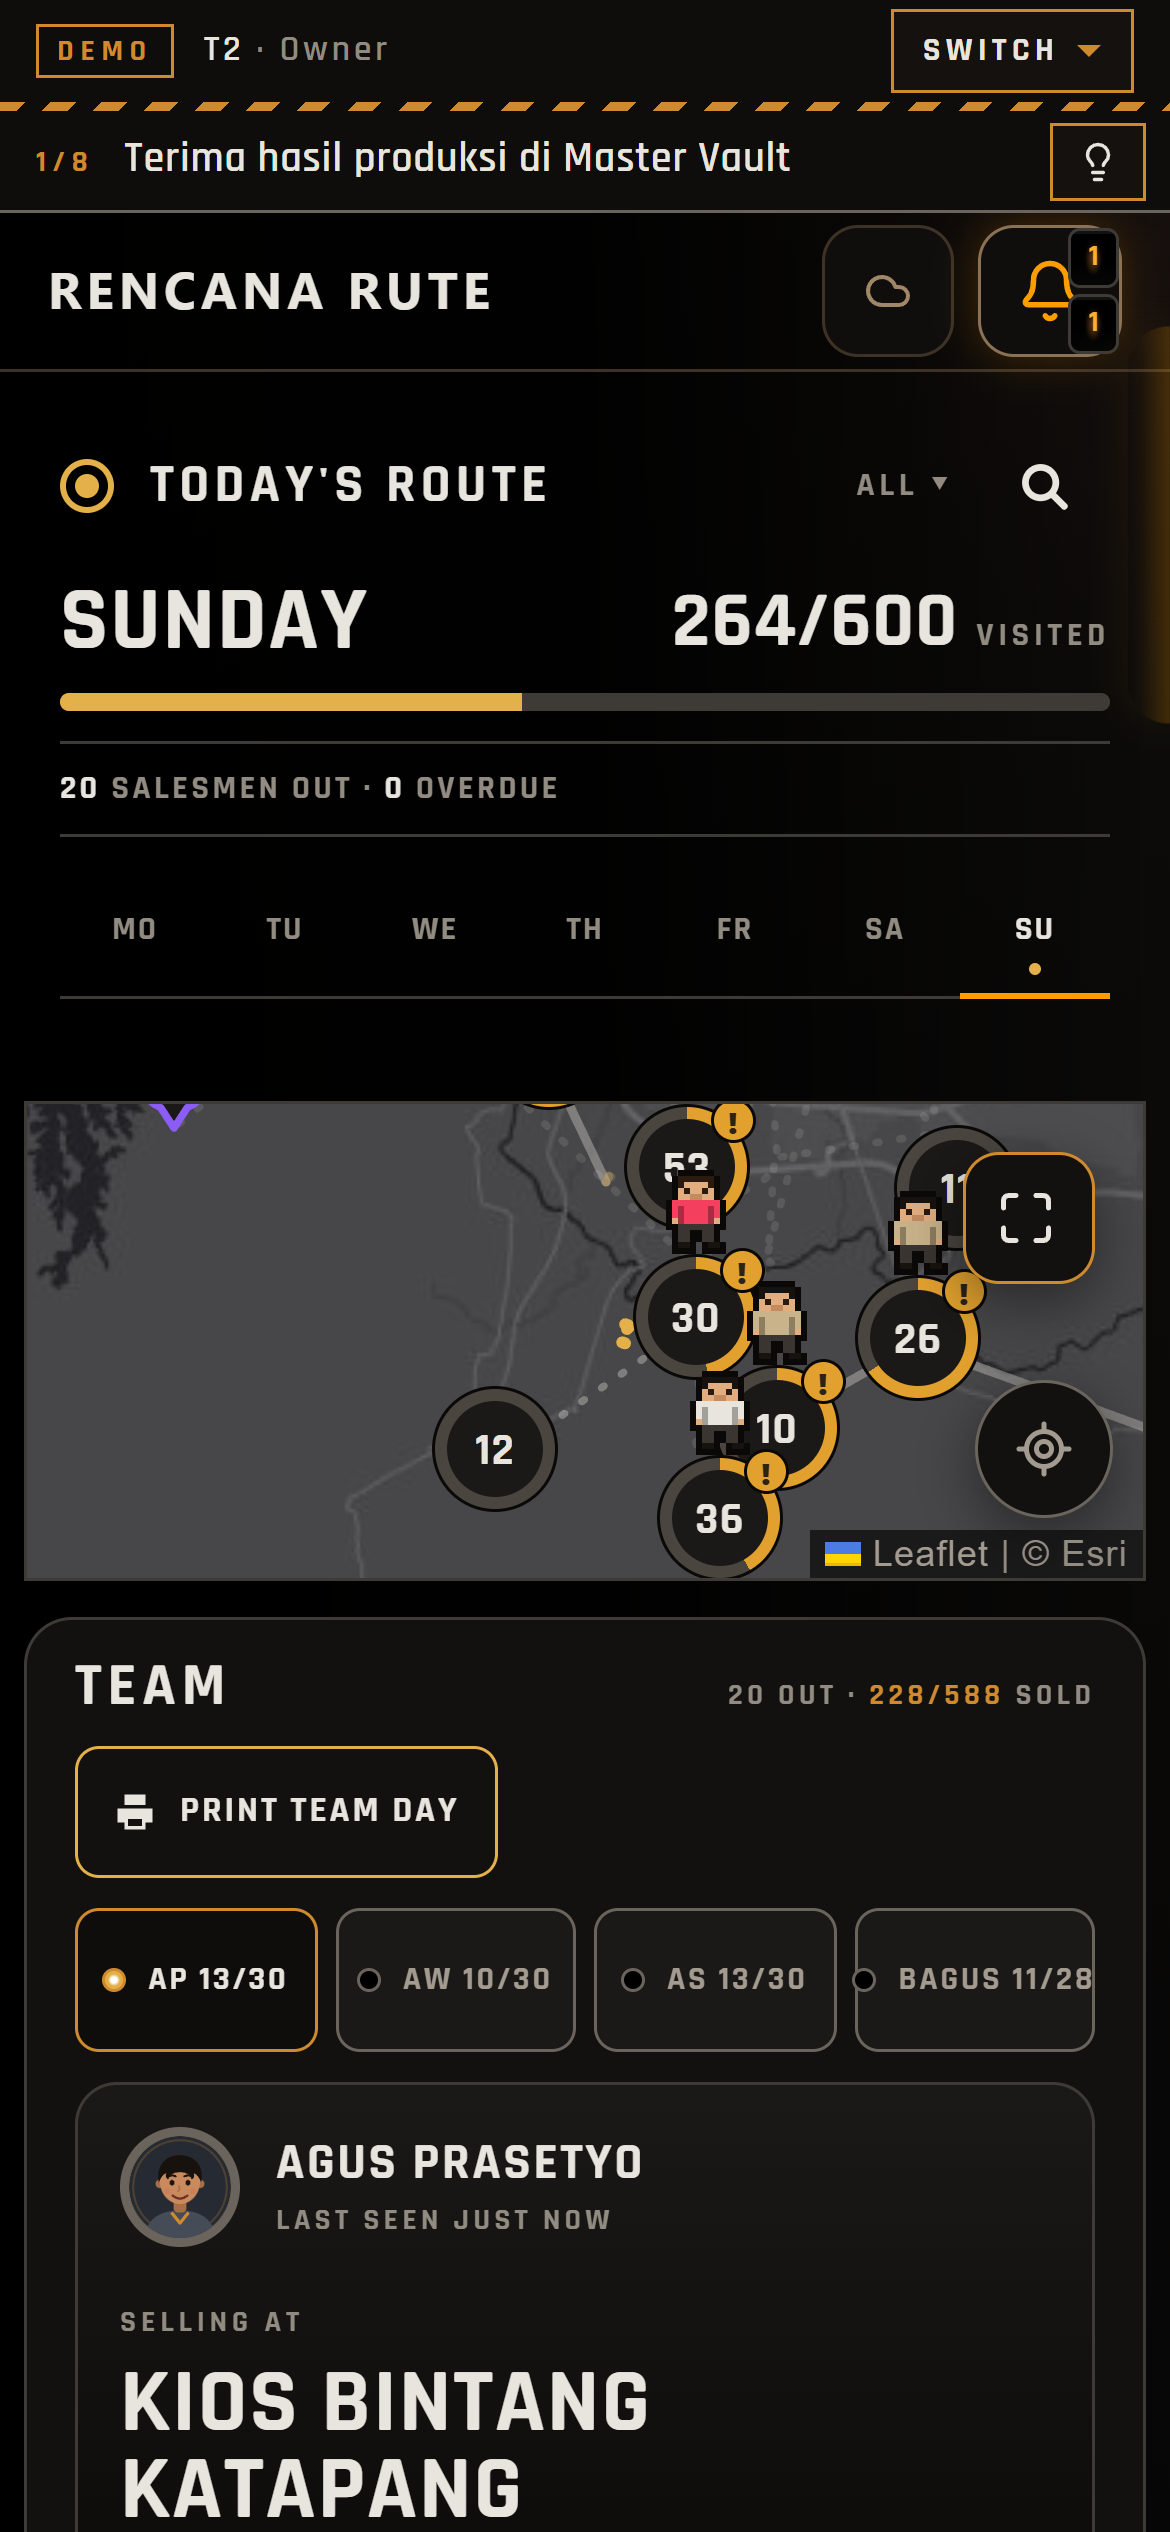 DEMO T2 · Owner SWITCH
1/8 Terima hasil produksi di Master Vault
RENCANA RUTE
1
1
TODAY'S ROUTE ALL
SUNDAY 264/600 VISITED
20 SALESMEN OUT · 0 OVERDUE
MO TU WE TH FR SA SU
!
53
11
!
30
!
26
!
10
12
!
36
Leaflet | © Esri
TEAM 20 OUT · 228/588 SOLD
PRINT TEAM DAY
AP 13/30 AW 10/30 AS 13/30 BAGUS 11/28
AGUS PRASETYO
LAST SEEN JUST NOW
SELLING AT
KIOS BINTANG
KATAPANG